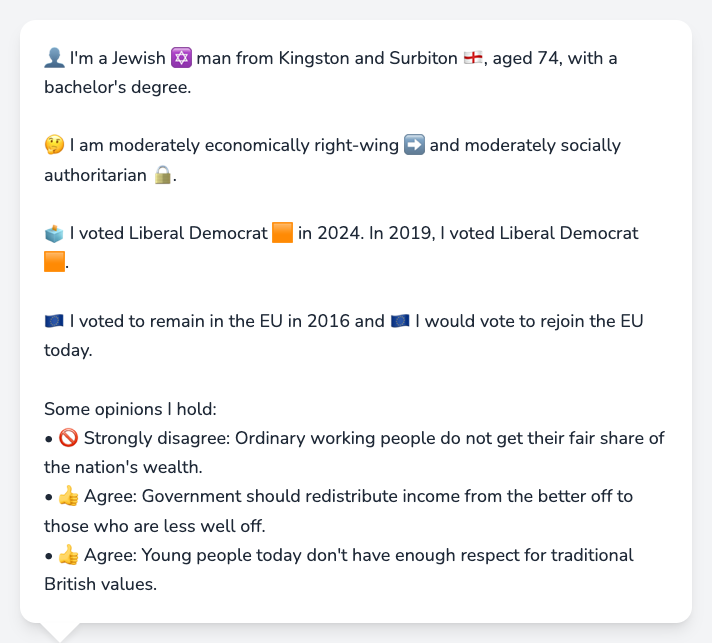 👤 I'm a Jewish ✡️ man from Kingston and Surbiton 🏴󠁧󠁢󠁥󠁮󠁧󠁿, aged 74, with a
bachelor's degree.
🤔 I am moderately economically right-wing ➡️ and moderately socially
authoritarian 🔒.
🗳️ I voted Liberal Democrat 🟧 in 2024. In 2019, I voted Liberal Democrat
🟧.
🇪🇺 I voted to remain in the EU in 2016 and 🇪🇺 I would vote to rejoin the EU
today.
Some opinions I hold:
• 🚫 Strongly disagree: Ordinary working people do not get their fair share of
the nation's wealth.
• 👍 Agree: Government should redistribute income from the better off to
those who are less well off.
• 👍 Agree: Young people today don't have enough respect for traditional
British values.